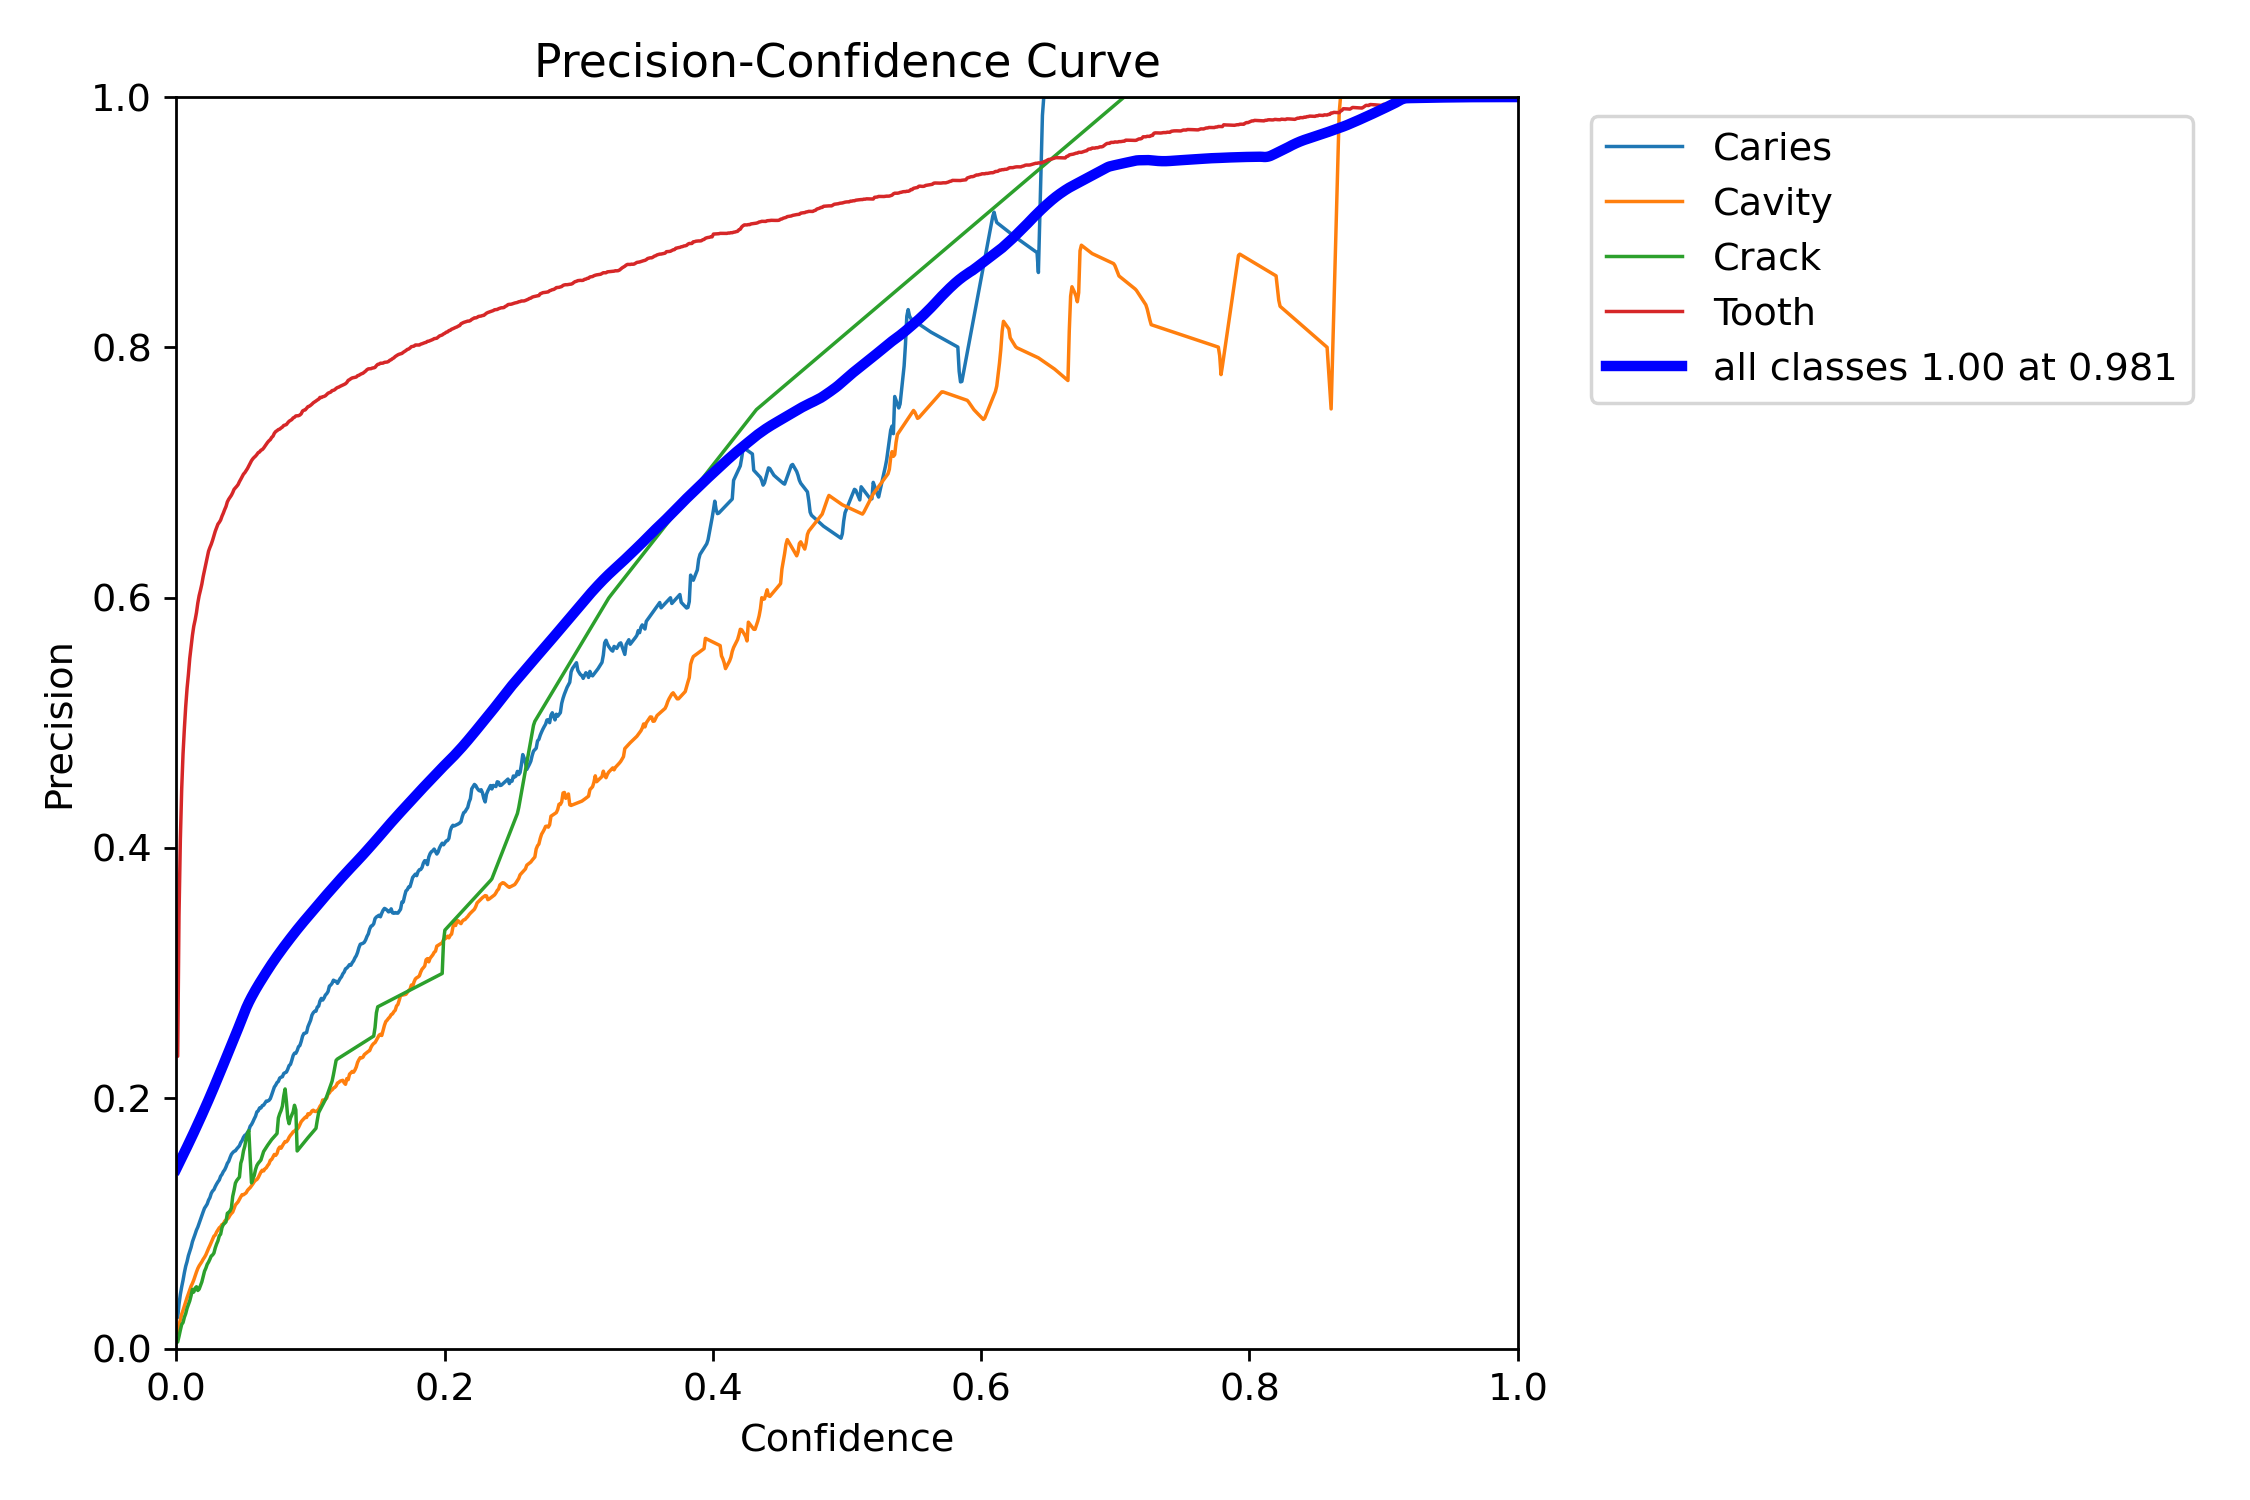 Precision-Confidence Curve
1.0
0.8
0.6
0.4
0.2
0.0
Precision
0.0 0.2 0.4 0.6 0.8 1.0
Confidence
Caries
Cavity
Crack
Tooth
all classes 1.00 at 0.981